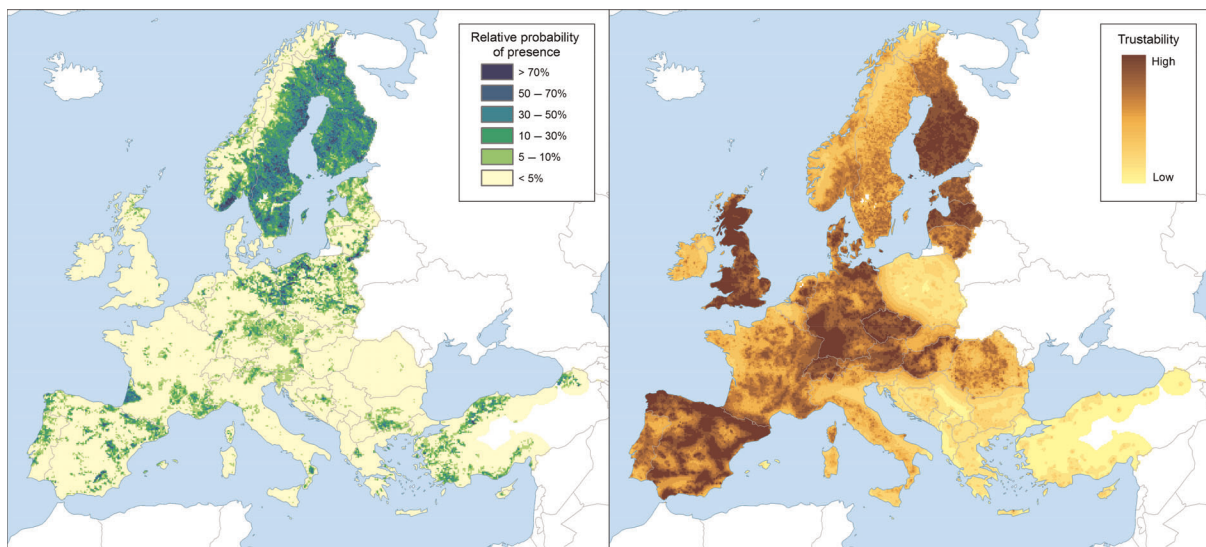 Relative probability
of presence
> 70%
50 — 70%
30 — 50%
10 — 30%
5 — 10%
< 5%
Trustability
High
Low